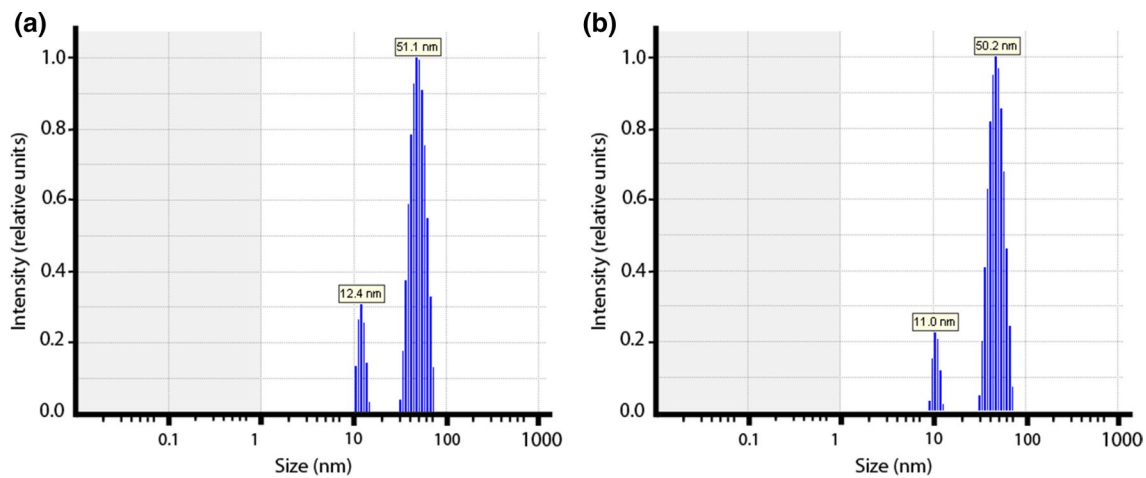 (a)
51.1 nm
12.4 nm
1.0
0.8
0.6
0.4
0.2
0.0
Intensity (relative units)
0.1
1
10
100
1000
Size (nm)
(b)
50.2 nm
11.0 nm
1.0
0.8
0.6
0.4
0.2
0.0
Intensity (relative units)
0.1
1
10
100
1000
Size (nm)